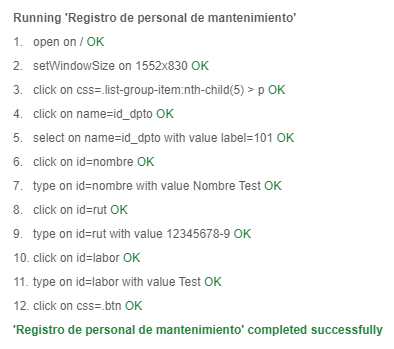 Running 'Registro de personal de mantenimiento'
1. open on / OK
2. setWindowSize on 1552x830 OK
3. click on css=.list-group-item:nth-child(5) > p OK
4. click on name=id_dpto OK
5. select on name=id_dpto with value label=101 OK
6. click on id=nombre OK
7. type on id=nombre with value Nombre Test OK
8. click on id=rut OK
9. type on id=rut with value 12345678-9 OK
10. click on id=labor OK
11. type on id=labor with value Test OK
12. click on css=.btn OK
'Registro de personal de mantenimiento' completed successfully